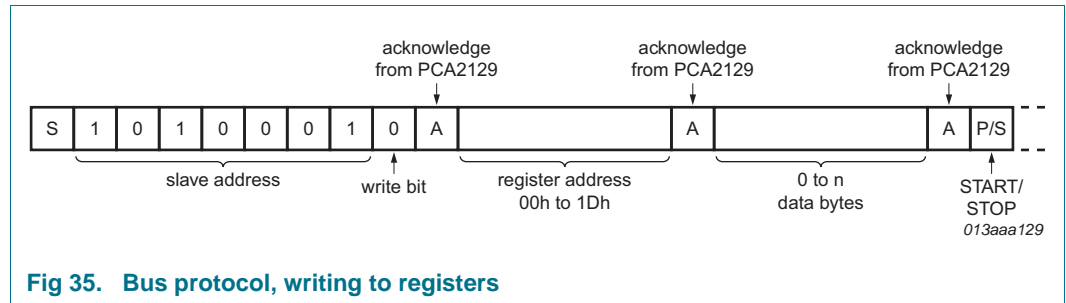 acknowledge from PCA2129
acknowledge from PCA2129
acknowledge from PCA2129
S 1 0 1 0 0 0 1 0 A A A P/S
slave address
write bit
register address 00h to 1Dh
0 to n data bytes
START/ STOP
013aaa129
Fig 35. Bus protocol, writing to registers